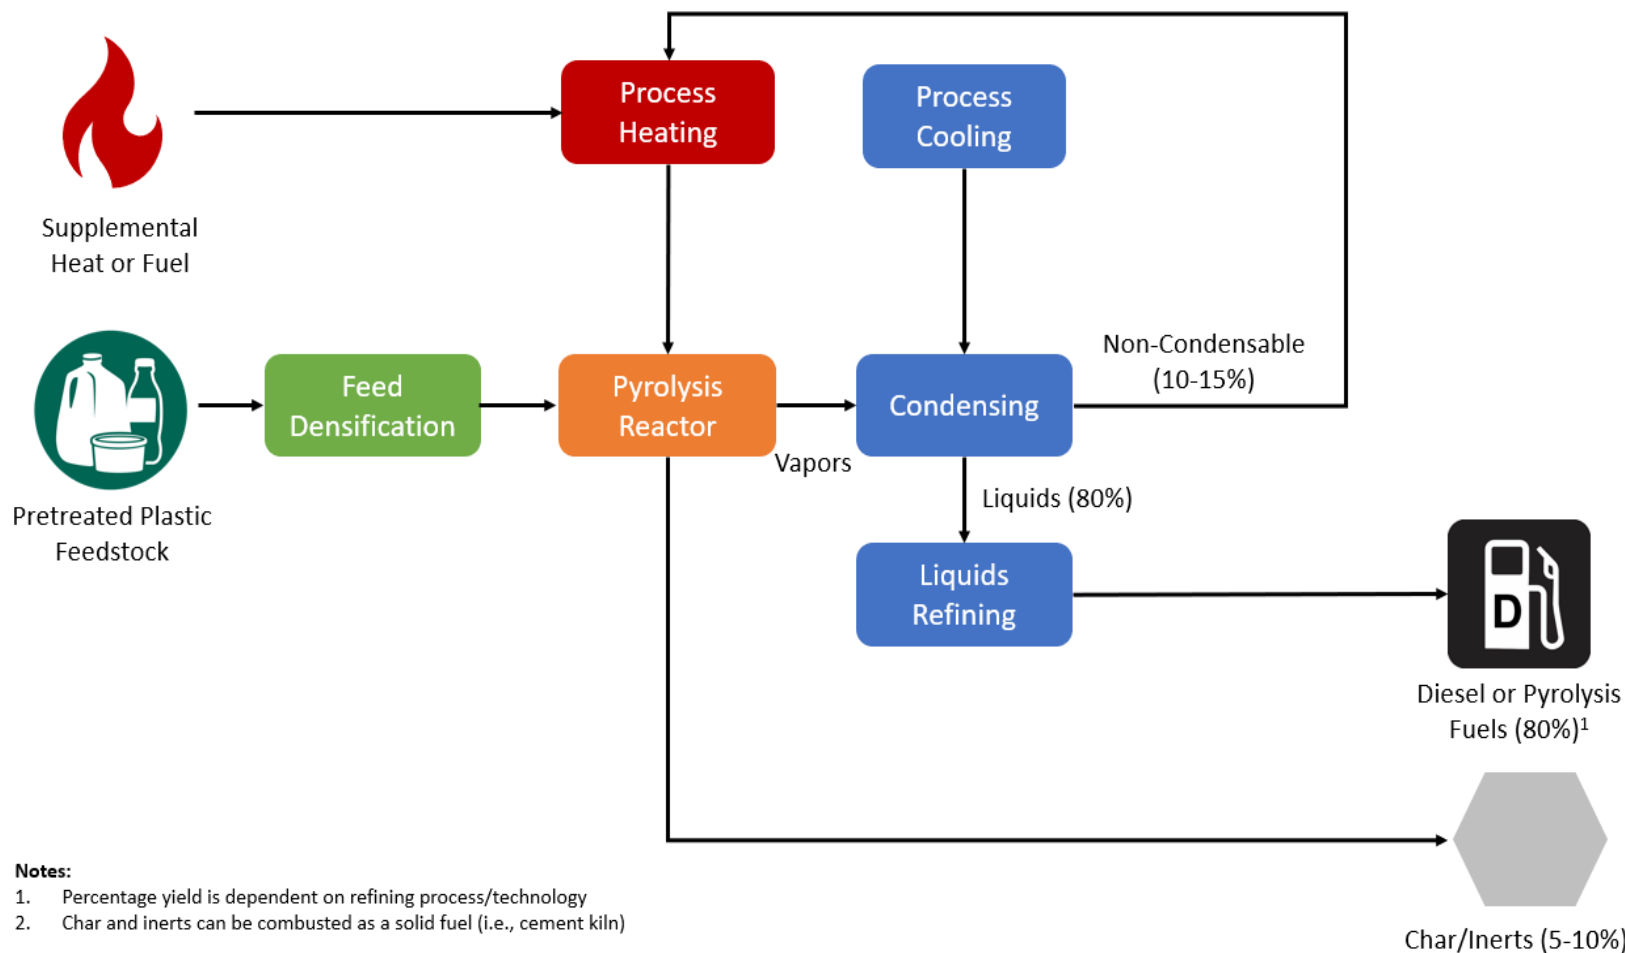 Process
Heating
Process
Cooling
Supplemental
Heat or Fuel
Feed
Densification
Pyrolysis
Reactor
Vapors
Condensing
Non-Condensable
(10-15%)
Pretreated Plastic
Feedstock
Liquids (80%)
Liquids
Refining
D
Diesel or Pyrolysis
Fuels (80%)¹
Char/Inerts (5-10%)
Notes:
1. Percentage yield is dependent on refining process/technology
2. Char and inerts can be combusted as a solid fuel (i.e., cement kiln)